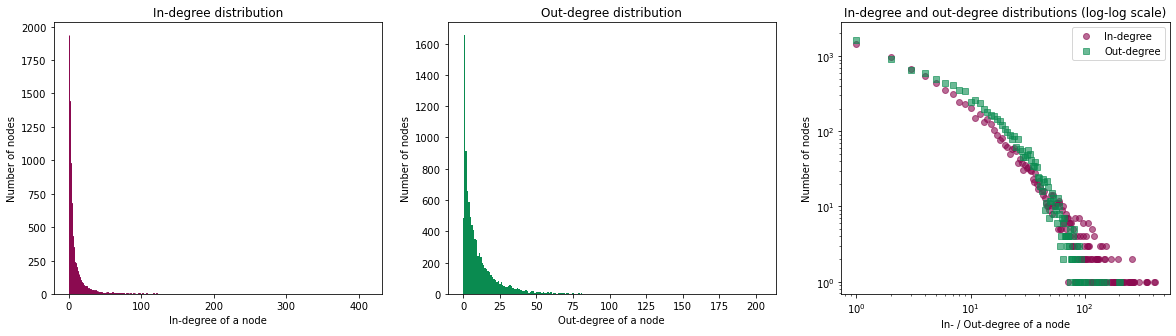 In-degree distribution
Number of nodes
2000
1750
1500
1250
1000
750
500
250
0
0 100 200 300 400
In-degree of a node
Out-degree distribution
Number of nodes
1600
1400
1200
1000
800
600
400
200
0
0 25 50 75 100 125 150 175 200
Out-degree of a node
In-degree and out-degree distributions (log-log scale)
In-degree
Out-degree
Number of nodes
10³
10²
10¹
10⁰
10⁰ 10¹ 10²
In- / Out-degree of a node